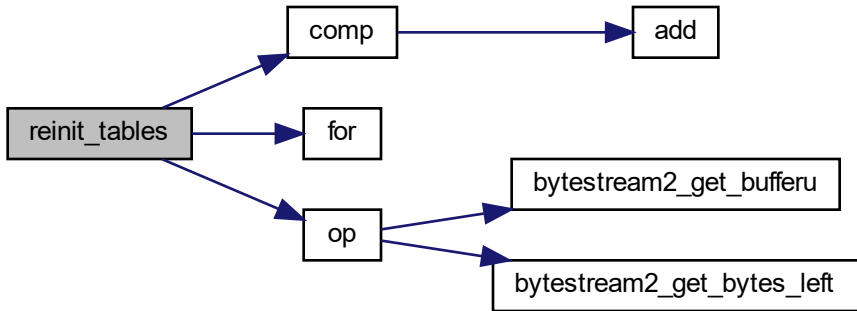 comp
add
reinit_tables
for
bytestream2_get_bufferu
op
bytestream2_get_bytes_left